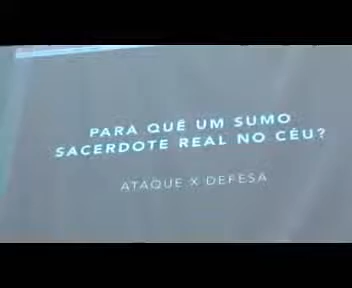 PARA QUÊ UM SUMO
SACERDOTE REAL NO CÉU?
ATAQUE X DEFESA